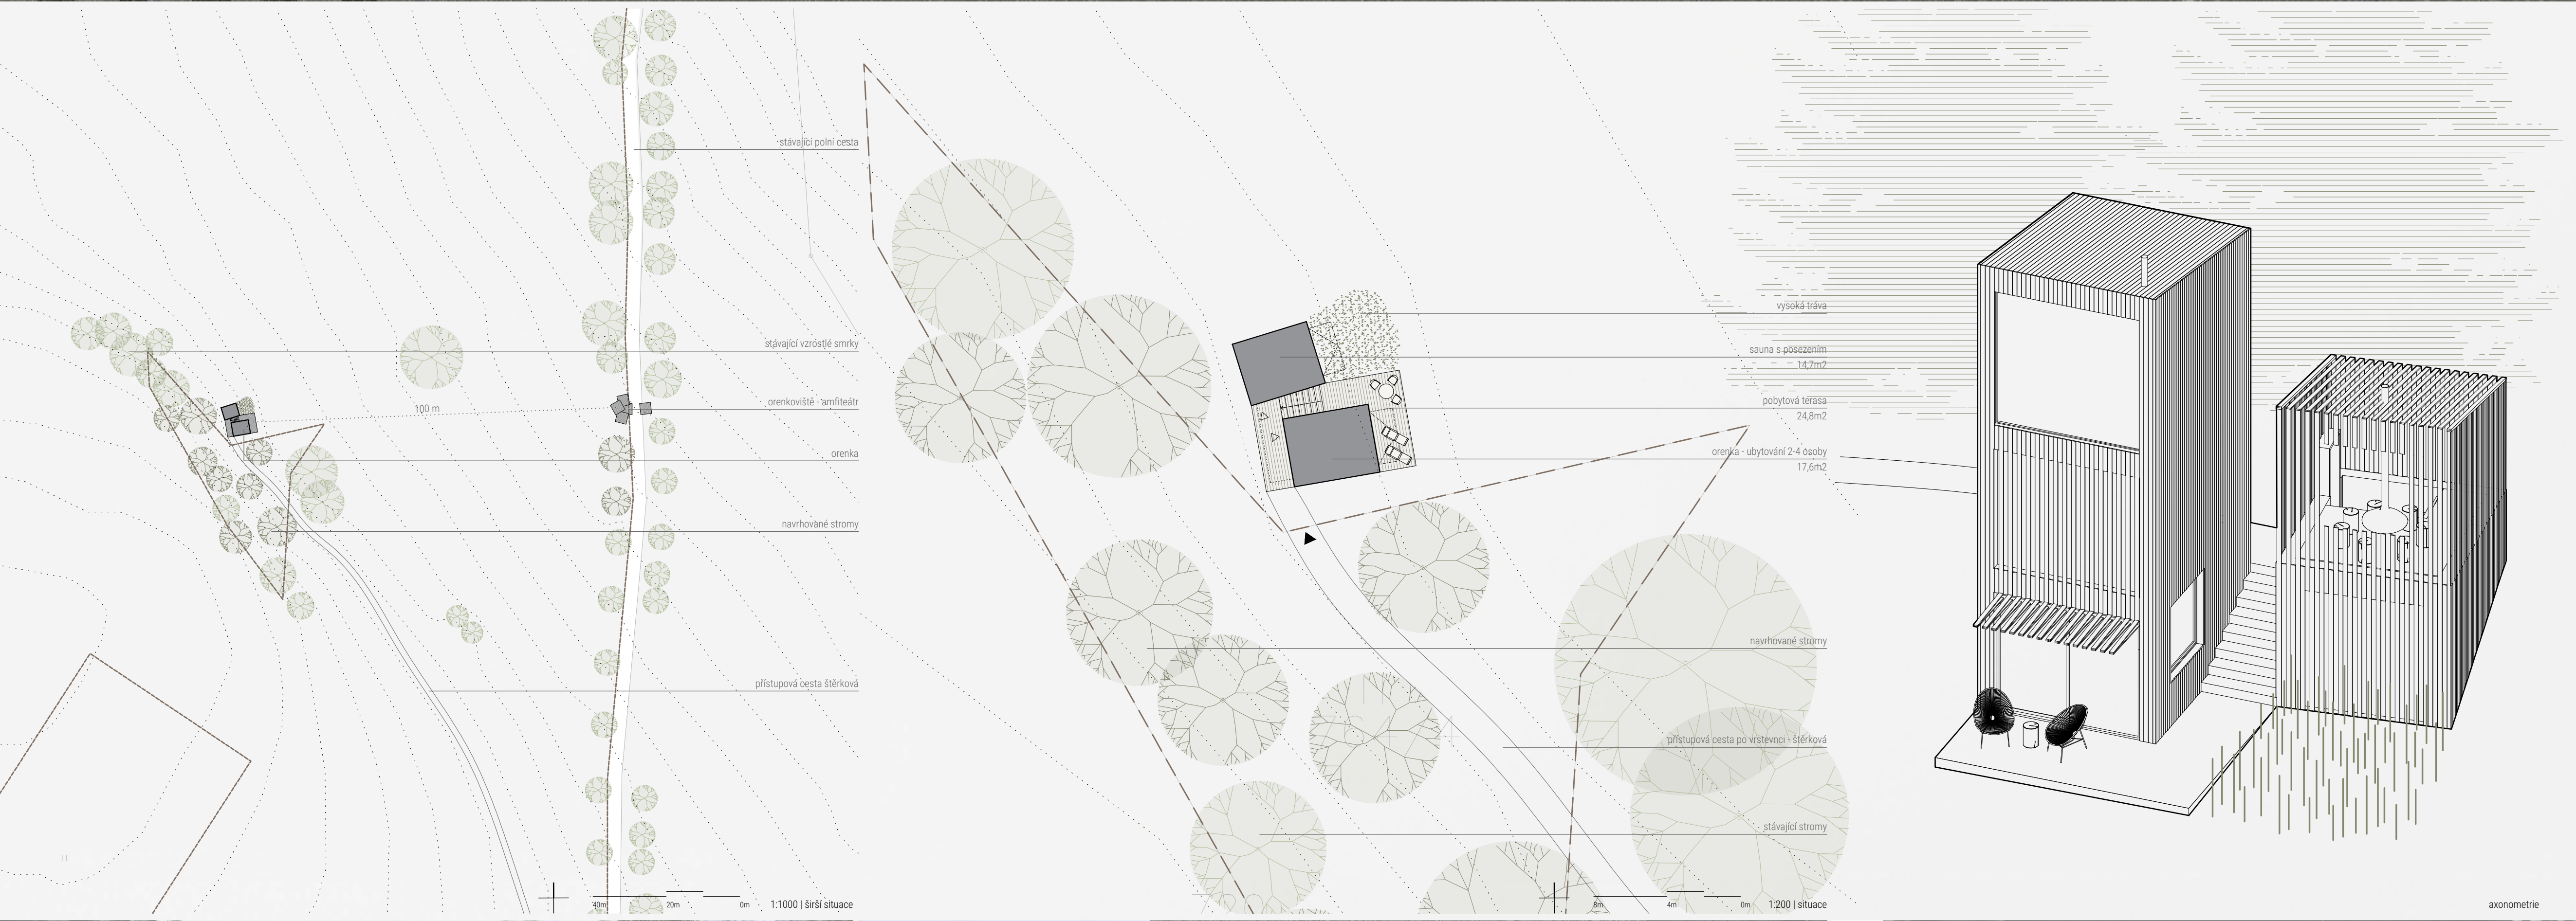 stávající polní cesta
stávající vzrostlé smrky
100 m
orenkoviště - amfiteátr
orenka
navrhované stromy
přístupová cesta štěrková
40m
20m
0m
1:1000 | širší situace
vysoká tráva
sauna s posezením
14,7m2
pobytová terasa
24,8m2
orenka - ubytování 2-4 osoby
17,6m2
navrhované stromy
přístupová cesta po vrstevnci - štěrková
stávající stromy
8m
4m
0m
1:200 | situace
axonometrie